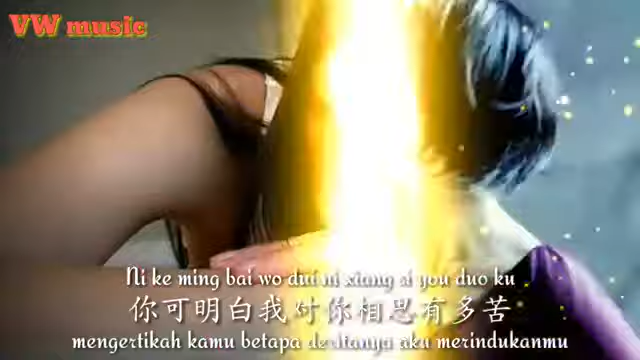 VW music
Ni ke ming bai wo dui ni xiang si you duo ku
你可明白我对你相思有多苦
mengertikah kamu betapa deritanya aku merindukanmu